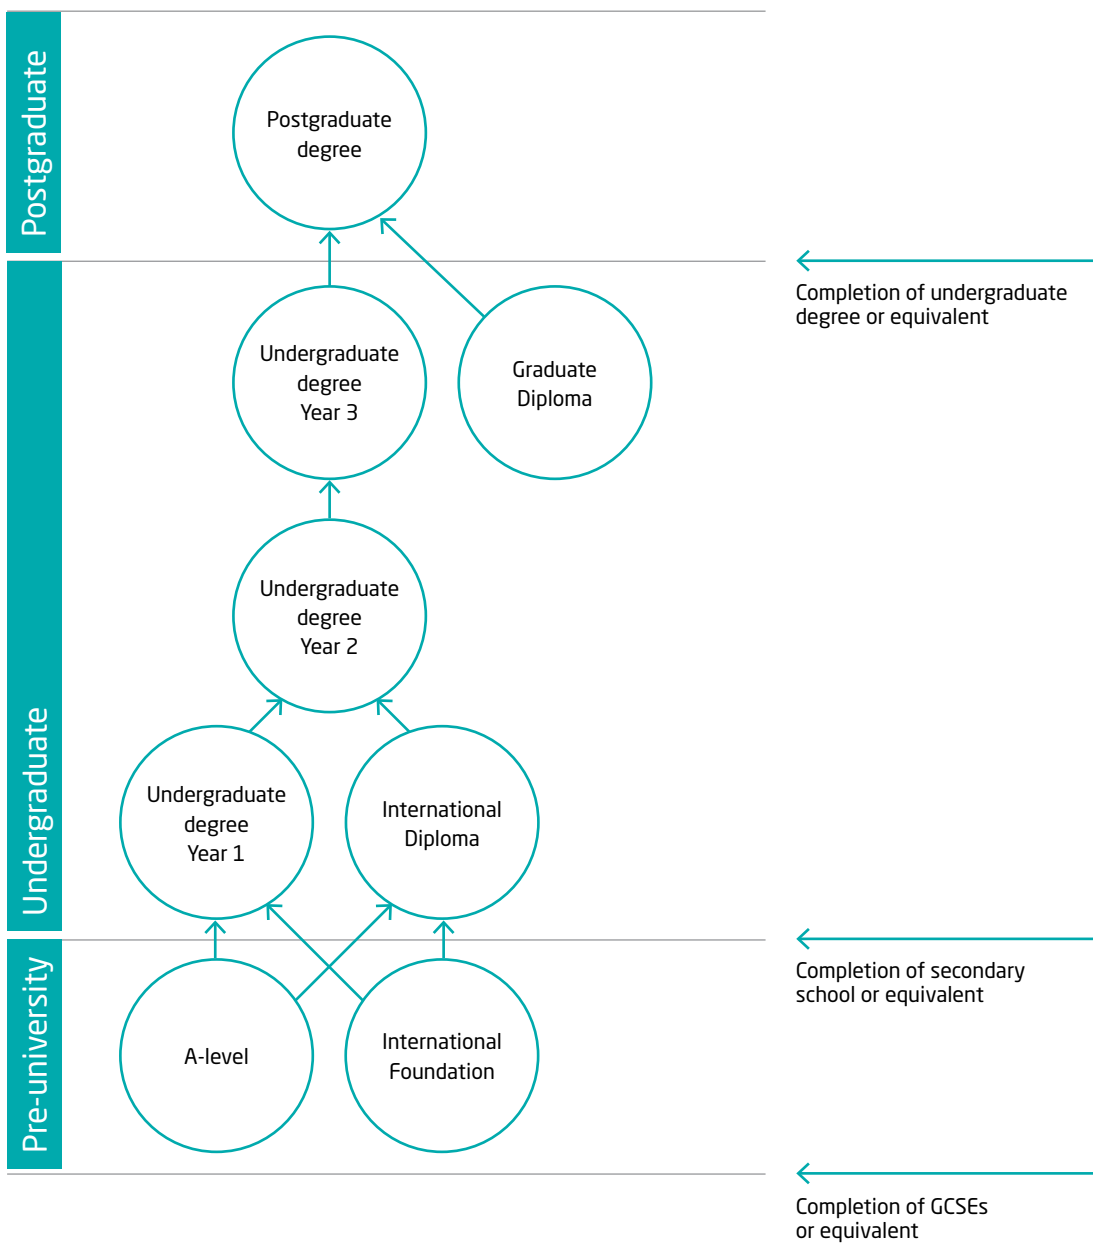 Postgraduate
Postgraduate
degree
Completion of undergraduate
degree or equivalent
Undergraduate
Undergraduate
degree
Year 3
Graduate
Diploma
Undergraduate
degree
Year 2
Undergraduate
degree
Year 1
International
Diploma
Completion of secondary
school or equivalent
Pre-university
A-level
International
Foundation
Completion of GCSEs
or equivalent